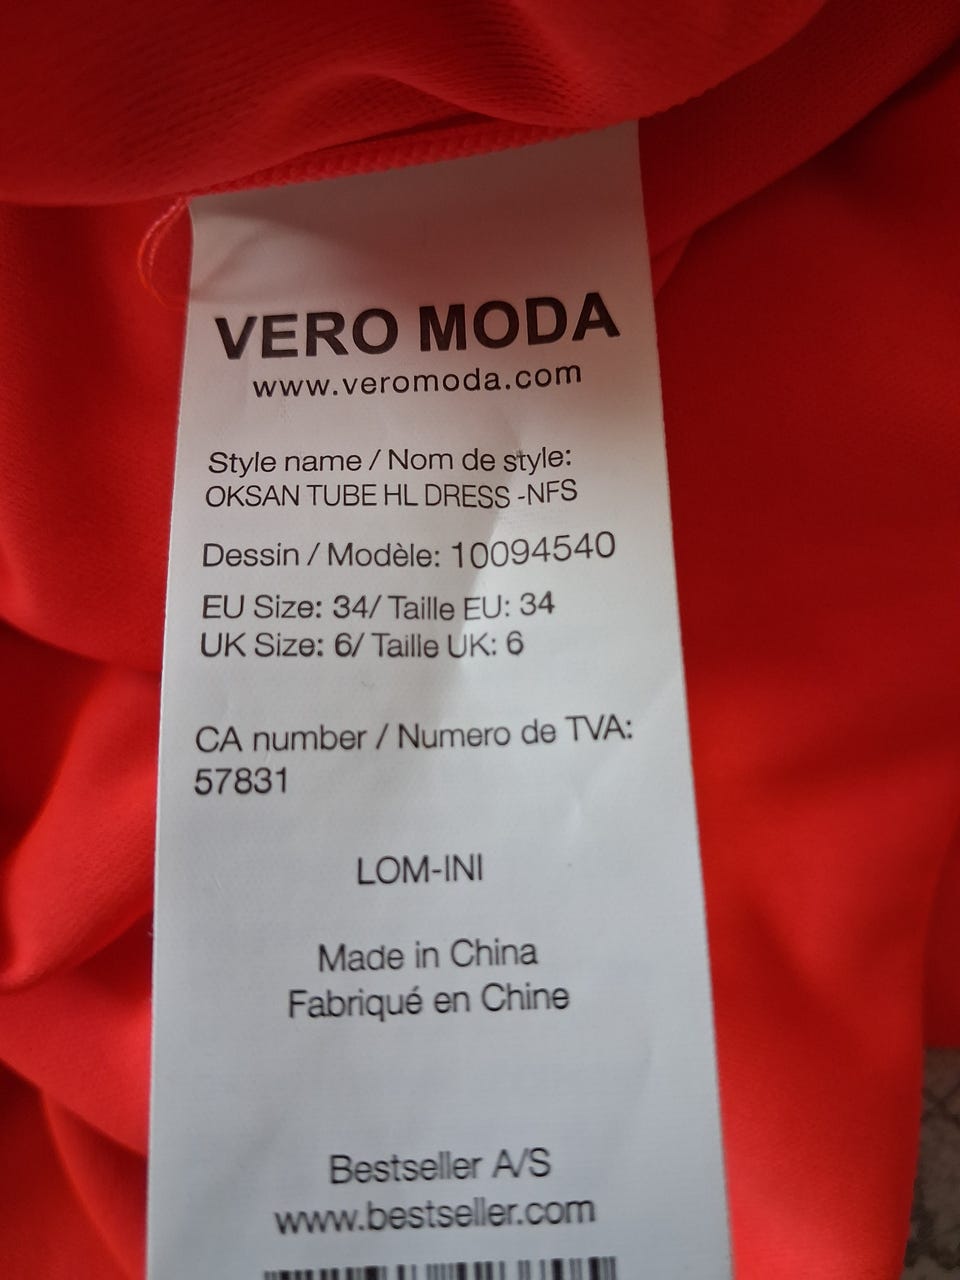 VERO MODA
www.veromoda.com
Style name / Nom de style:
OKSAN TUBE HL DRESS -NFS
Dessin / Modèle: 10094540
EU Size: 34/ Taille EU: 34
UK Size: 6/ Taille UK: 6
CA number / Numero de TVA:
57831
LOM-INI
Made in China
Fabriqué en Chine
Bestseller A/S
www.bestseller.com